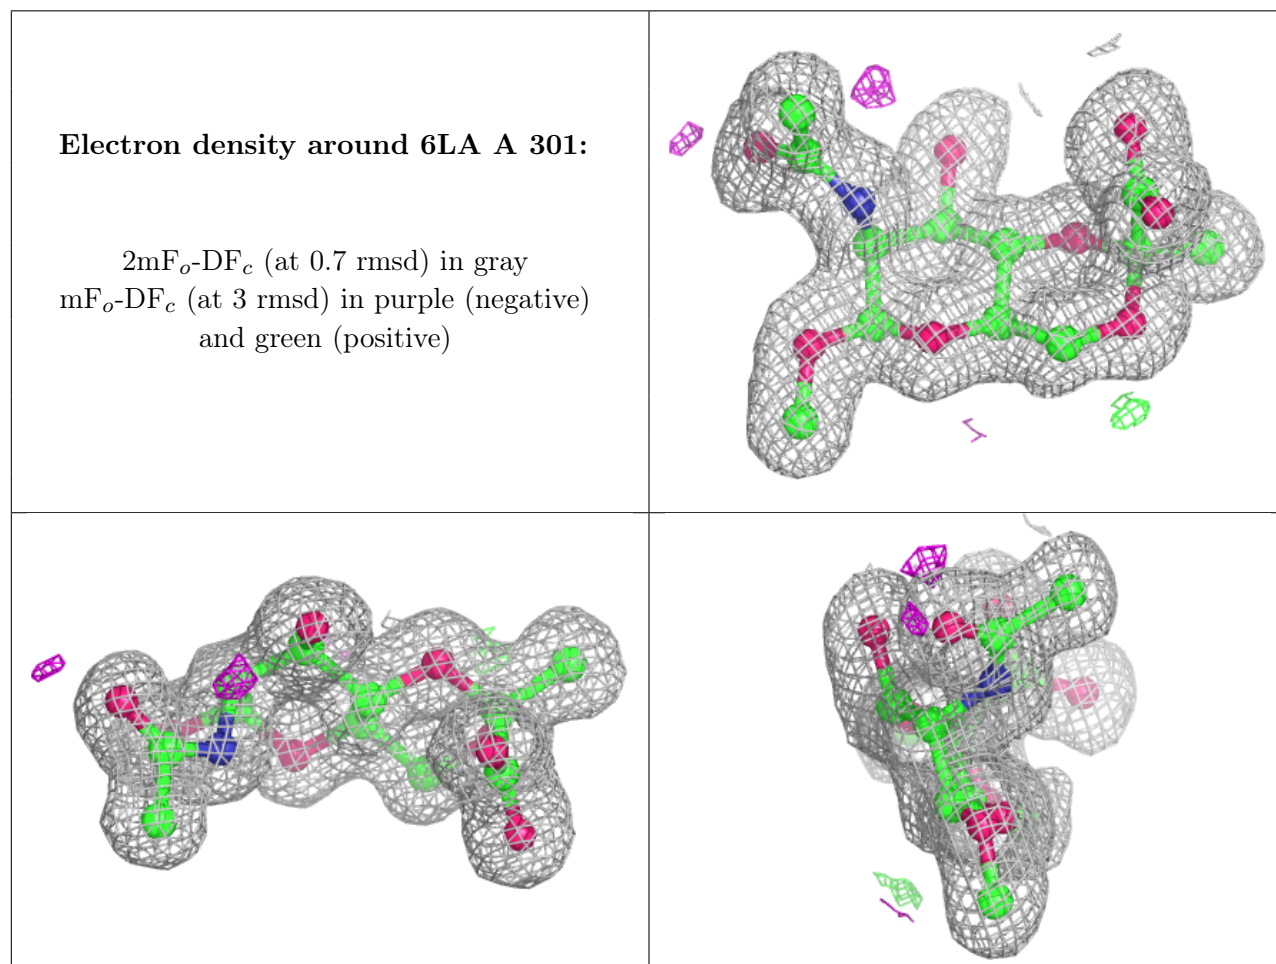 Electron density around 6LA A 301:
2mFo-DFc (at 0.7 rmsd) in gray
mFo-DFc (at 3 rmsd) in purple (negative)
and green (positive)